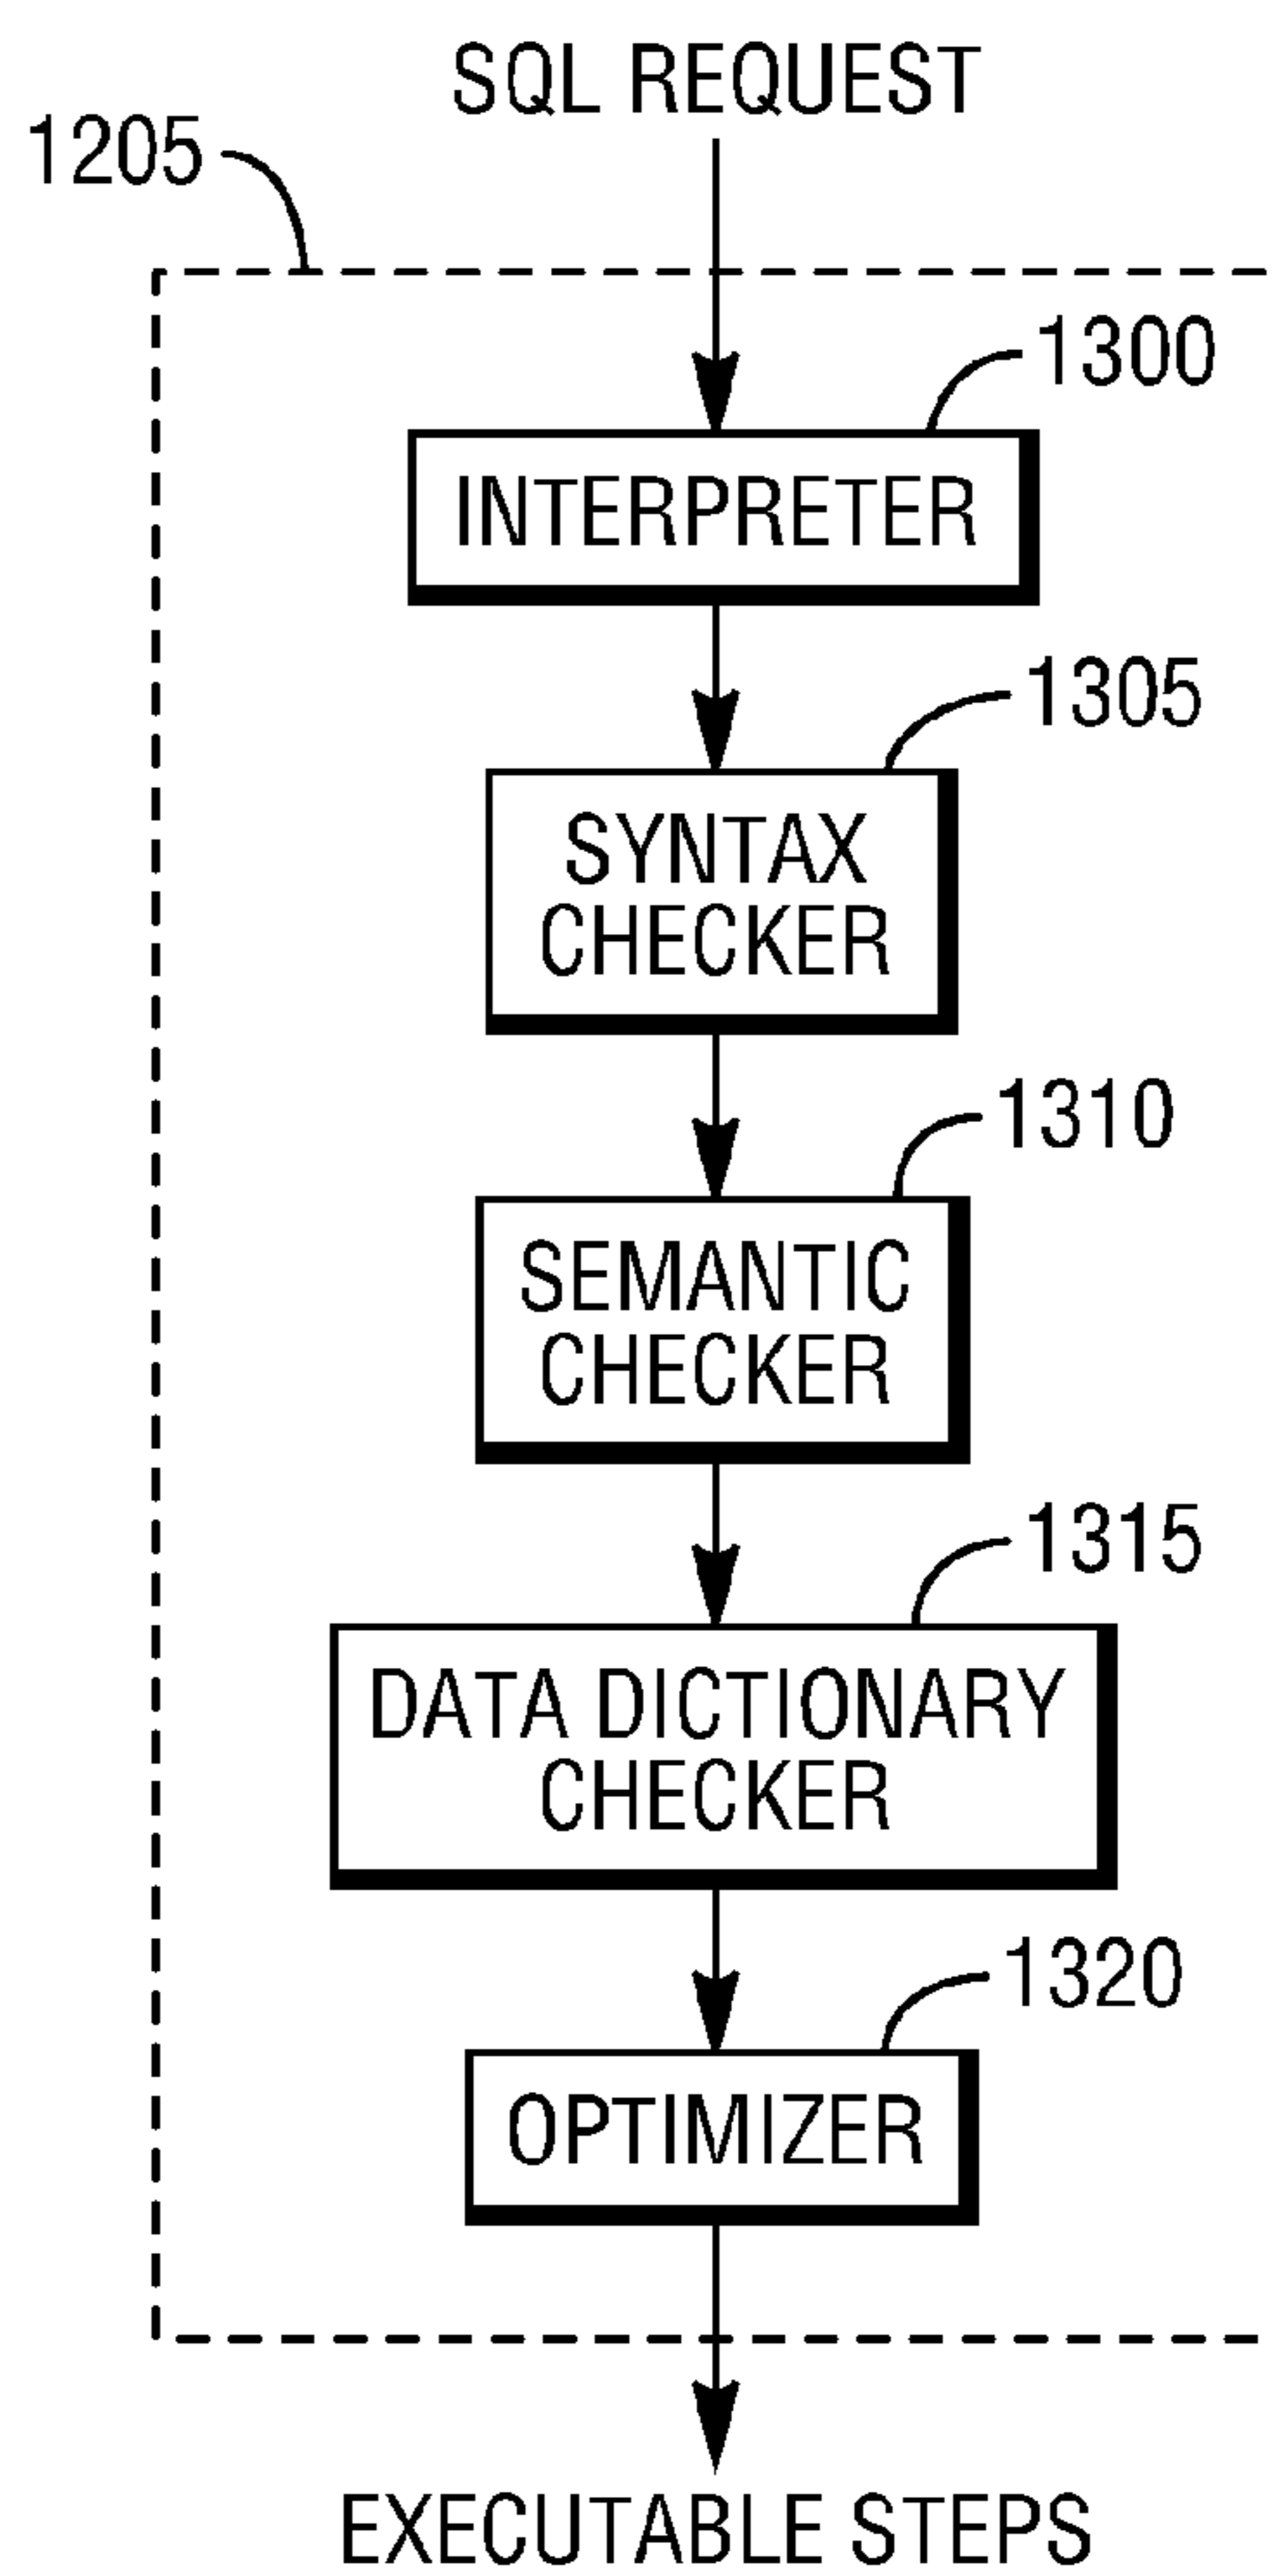 SQL REQUEST
1205
1300
INTERPRETER
1305
SYNTAX
CHECKER
1310
SEMANTIC
CHECKER
1315
DATA DICTIONARY
CHECKER
1320
OPTIMIZER
EXECUTABLE STEPS